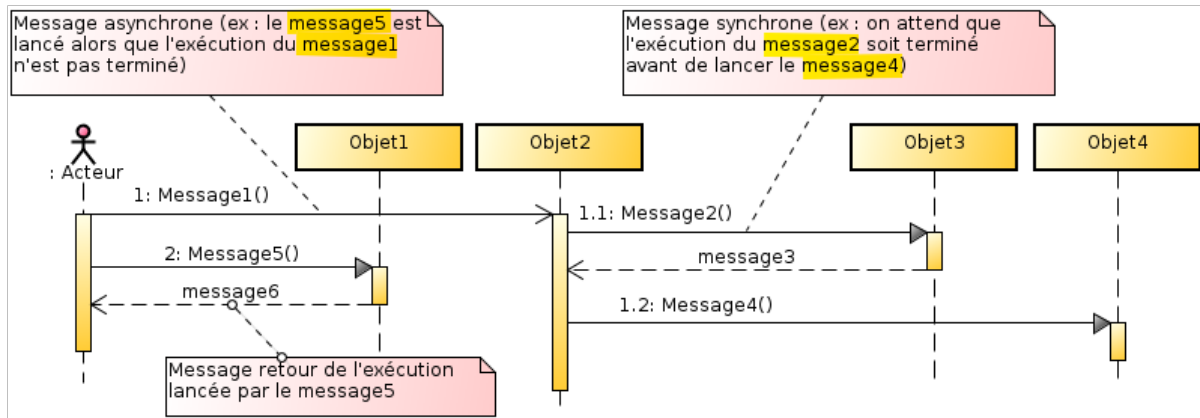 Message asynchrone (ex : le message5 est
lancé alors que l'exécution du message1
n'est pas terminé)
Message synchrone (ex : on attend que
l'exécution du message2 soit terminé
avant de lancer le message4)
: Acteur
Objet1
Objet2
Objet3
Objet4
1: Message1()
1.1: Message2()
2: Message5()
message3
message6
1.2: Message4()
Message retour de l'exécution
lancée par le message5